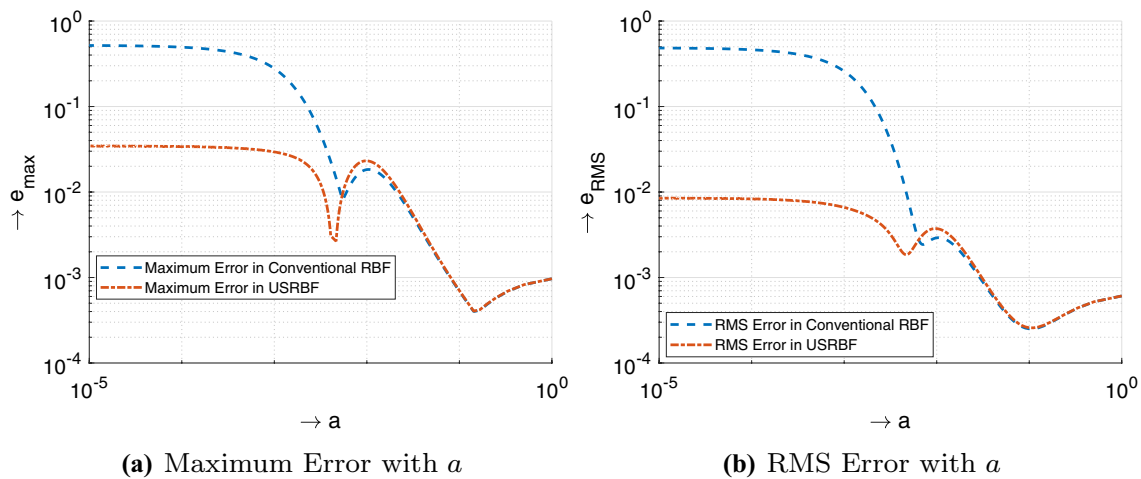 10^0
10^-1
10^-2
10^-3
10^-4
→ e_max
Maximum Error in Conventional RBF
Maximum Error in USRBF
10^-5
10^0
→ a
(a) Maximum Error with a
10^0
10^-1
10^-2
10^-3
10^-4
→ e_RMS
RMS Error in Conventional RBF
RMS Error in USRBF
10^-5
10^0
→ a
(b) RMS Error with a